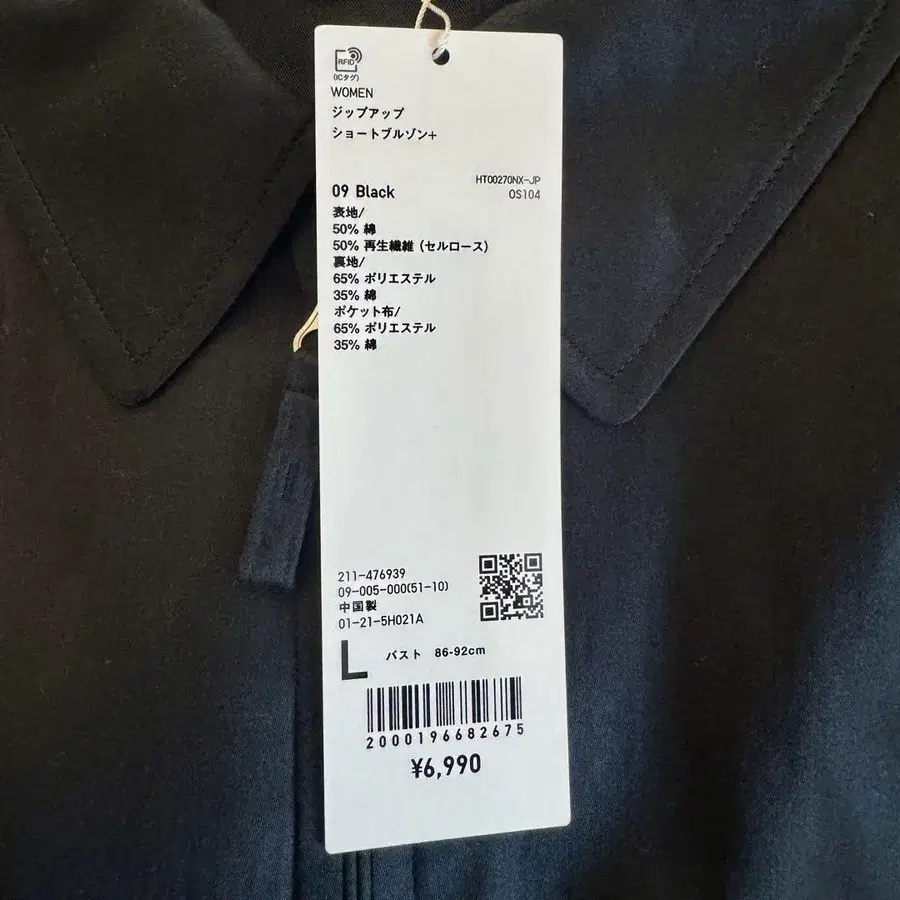 RFID
(ICタグ)
WOMEN
ジップアップ
ショートブルゾン+
HT00270NX-JP
09 Black
OS104
表地/
50% 綿
50% 再生繊維 (セルロース)
裏地/
65% ポリエステル
35% 綿
ポケット布/
65% ポリエステル
35% 綿
211-476939
09-005-000(51-10)
中国製
01-21-5H021A
L バスト 86-92cm
2000196682675
¥6,990